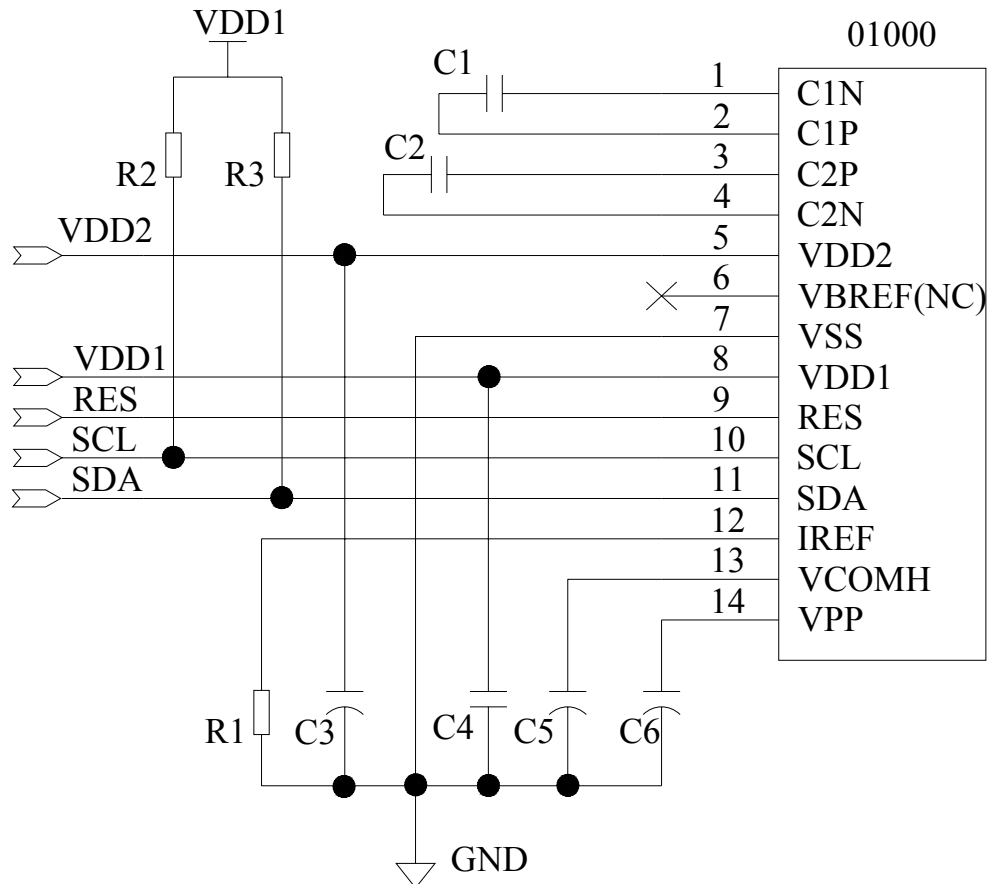 VDD1
01000
C1
1
C1N
2
C1P
C2
3
C2P
R2
R3
4
C2N
VDD2
5
VDD2
6
VBREF(NC)
7
VSS
VDD1
8
VDD1
RES
9
RES
SCL
10
SCL
SDA
11
SDA
12
IREF
13
VCOMH
14
VPP
R1
C3
C4
C5
C6
GND